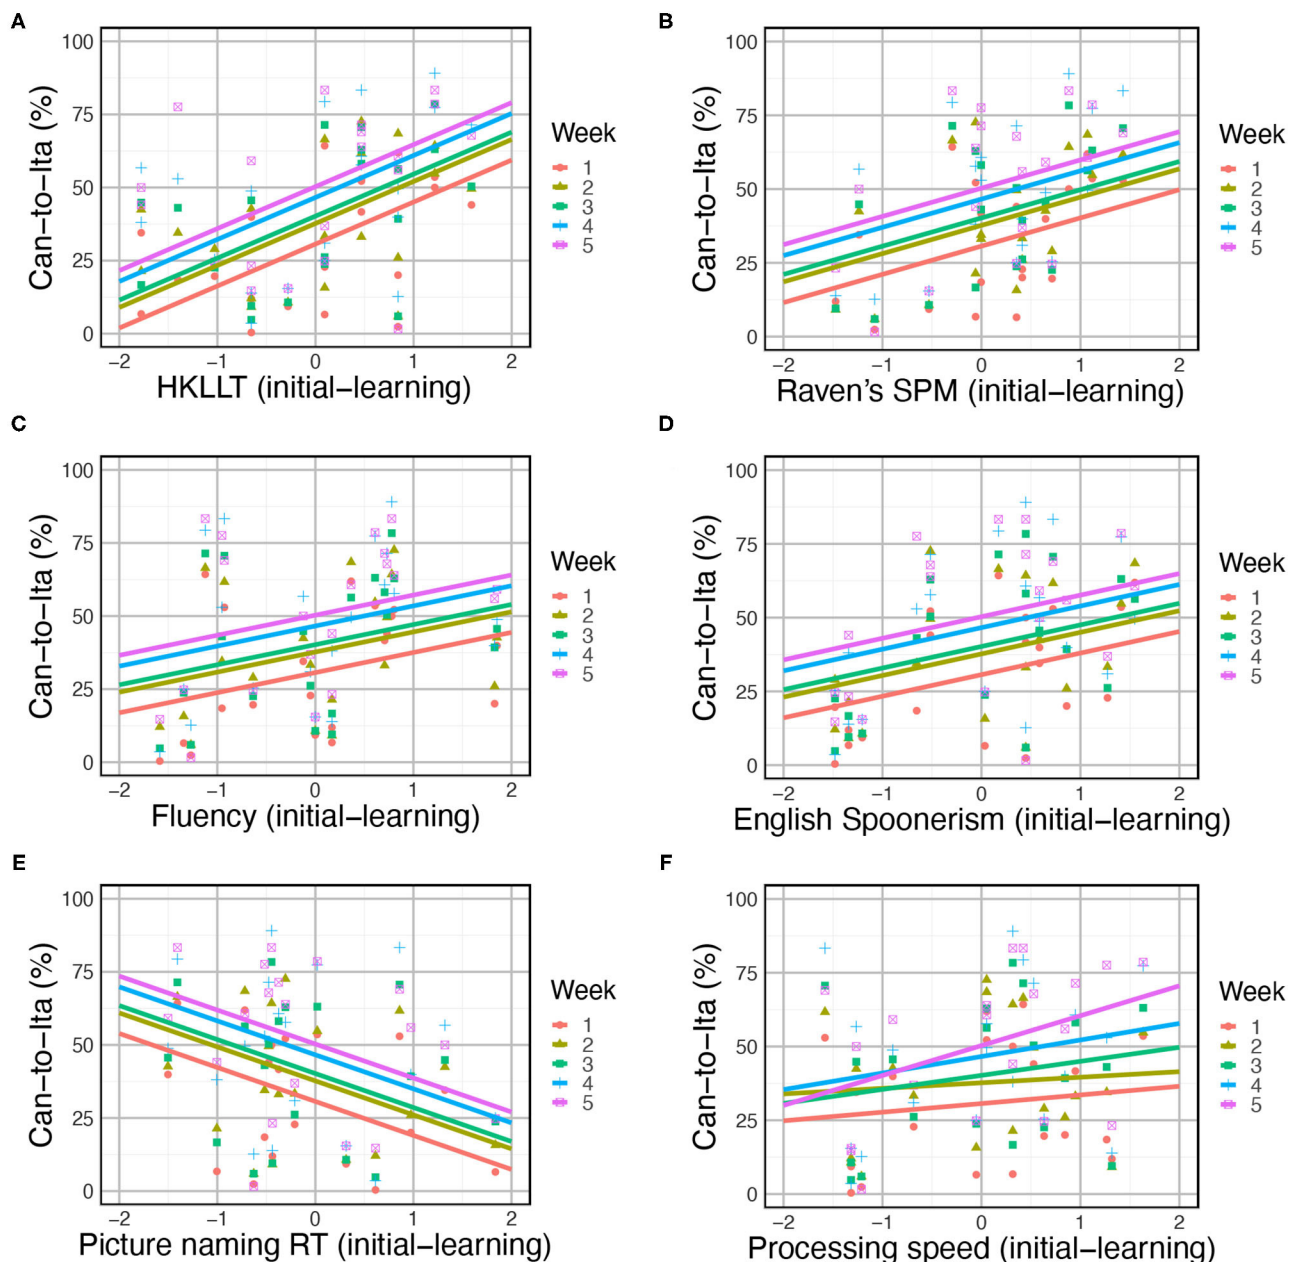 A
Can−to−Ita (%)
100
75
50
25
0
−2 −1 0 1 2
HKLLT (initial−learning)
Week
1
2
3
4
5
B
Can−to−Ita (%)
100
75
50
25
0
−2 −1 0 1 2
Raven's SPM (initial−learning)
Week
1
2
3
4
5
C
Can−to−Ita (%)
100
75
50
25
0
−2 −1 0 1 2
Fluency (initial−learning)
Week
1
2
3
4
5
D
Can−to−Ita (%)
100
75
50
25
0
−2 −1 0 1 2
English Spoonerism (initial−learning)
Week
1
2
3
4
5
E
Can−to−Ita (%)
100
75
50
25
0
−2 −1 0 1 2
Picture naming RT (initial−learning)
Week
1
2
3
4
5
F
Can−to−Ita (%)
100
75
50
25
0
−2 −1 0 1 2
Processing speed (initial−learning)
Week
1
2
3
4
5